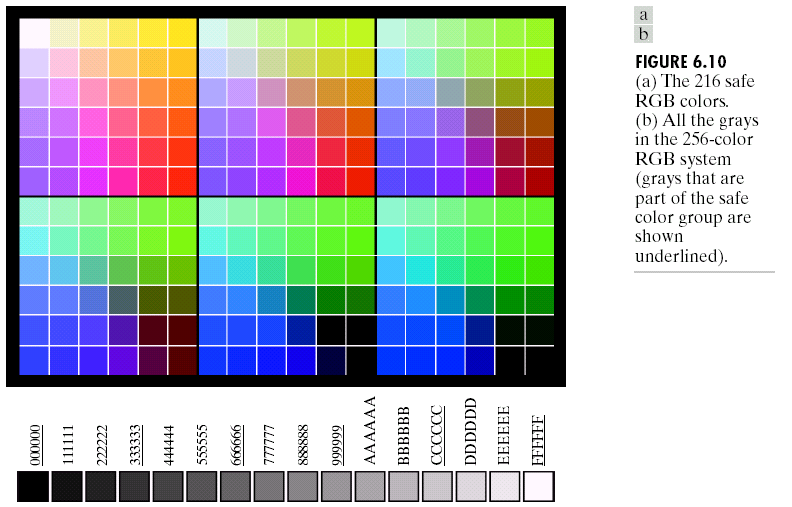 a
b
FIGURE 6.10
(a) The 216 safe
RGB colors.
(b) All the grays
in the 256-color
RGB system
(grays that are
part of the safe
color group are
shown
underlined).
000000
111111
222222
333333
444444
555555
666666
777777
888888
999999
AAAAAA
BBBBBB
CCCCCC
DDDDDD
EEEEEE
FFFFFF